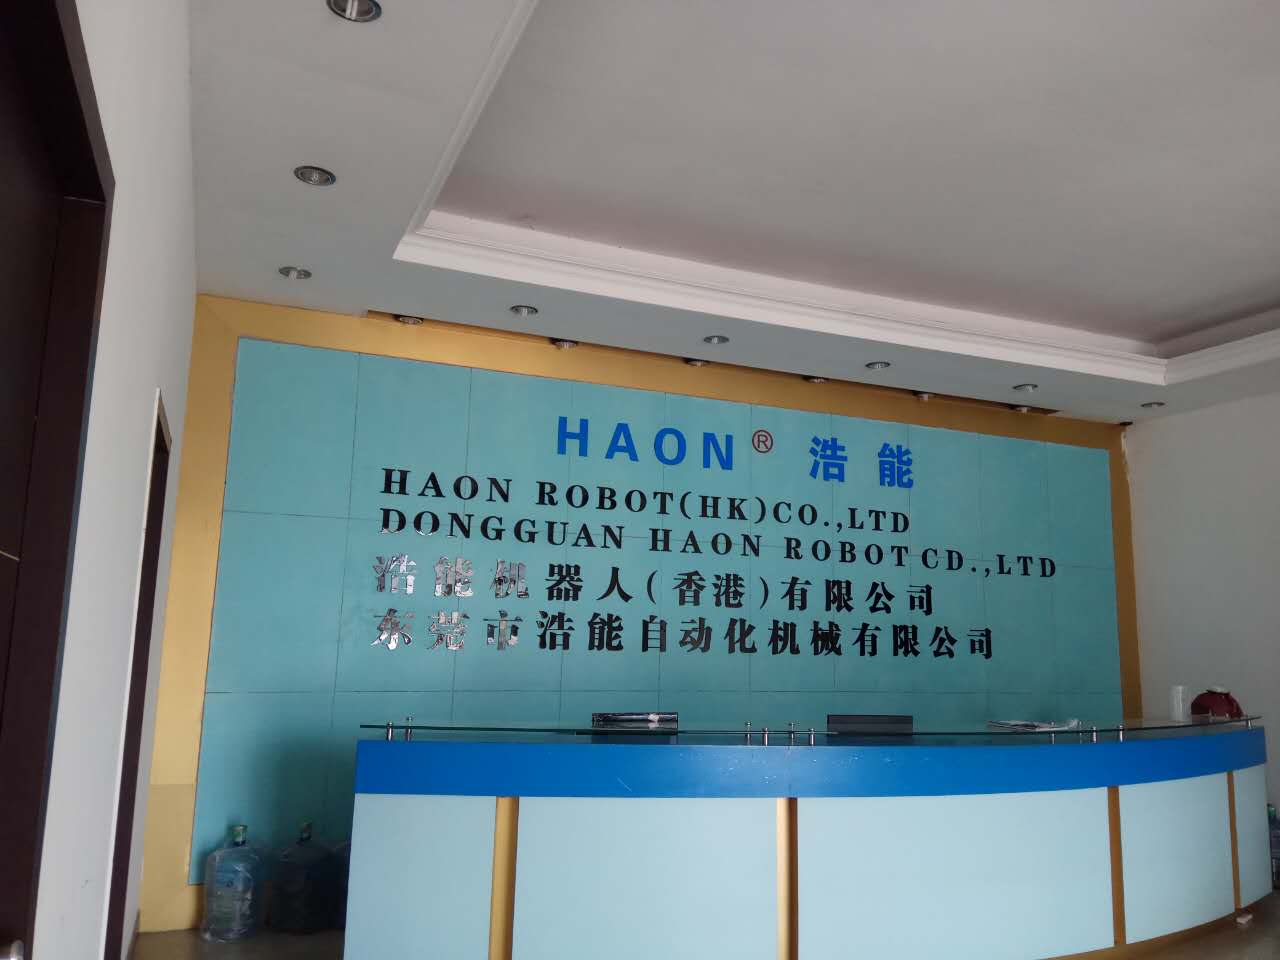 HAON® 浩能
HAON ROBOT(HK)CO.,LTD
DONGGUAN HAON ROBOT CD.,LTD
浩能机器人(香港)有限公司
东莞市浩能自动化机械有限公司